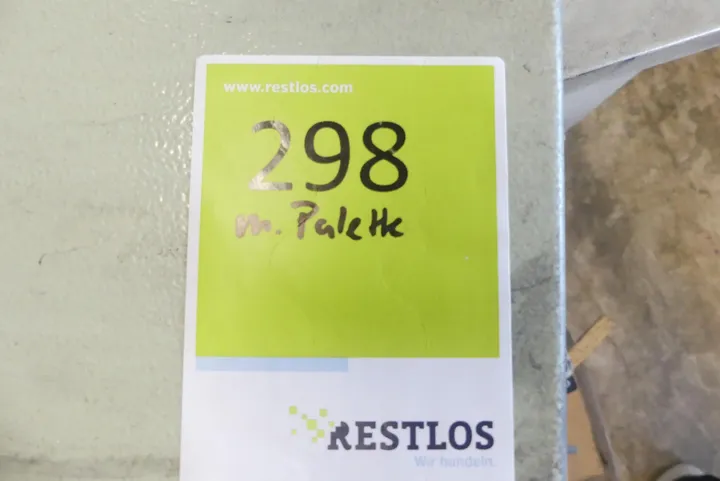 www.restlos.com
298
m. Palette
RESTLOS
Wir handeln.